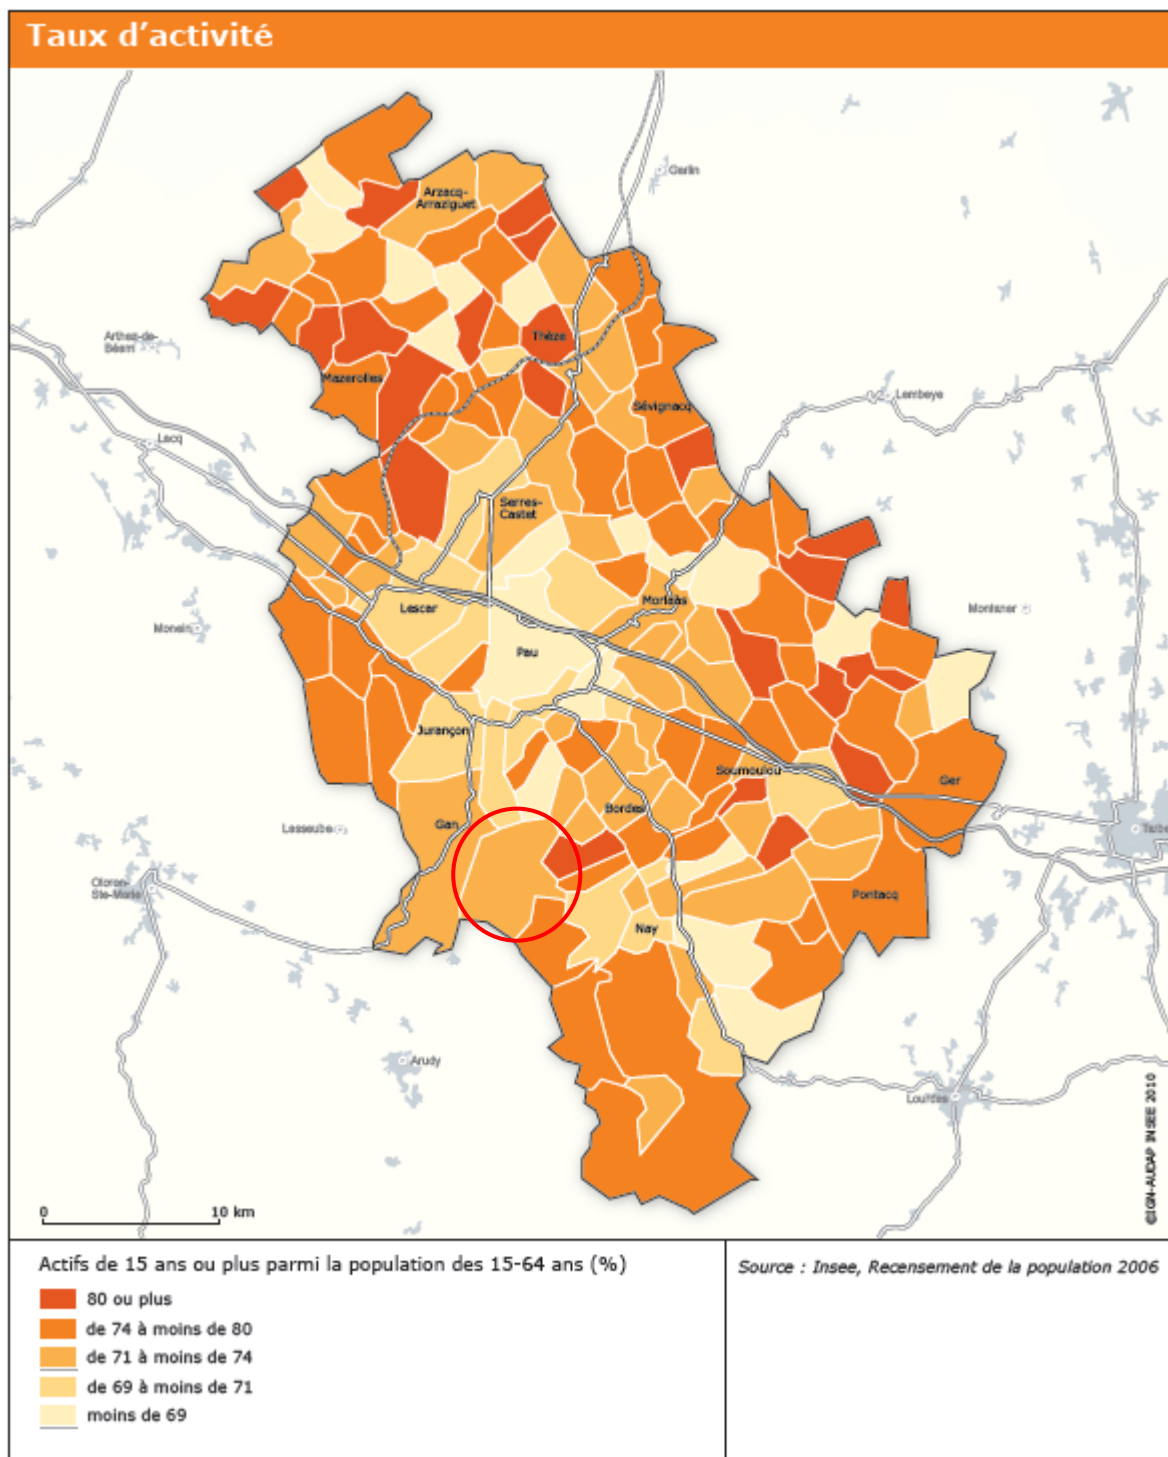 Taux d'activité
Garlin
Arzacq-
Arraziguet
Arthez-de-
Béarn
Thèze
Mazerolles
Lembeye
Sévignacq
Lacq
Serres-
Castet
Lescar
Morlaàs
Montaner
Monein
Pau
Jurançon
Soumoulou
Ger
Gan
Bordes
Lasseube
Tarbe
Oloron-
Ste-Marie
Pontacq
Nay
Arudy
Lourdes
0 10 km
©IGN-AUDAP INSEE 2010
Actifs de 15 ans ou plus parmi la population des 15-64 ans (%)
80 ou plus
de 74 à moins de 80
de 71 à moins de 74
de 69 à moins de 71
moins de 69
Source : Insee, Recensement de la population 2006